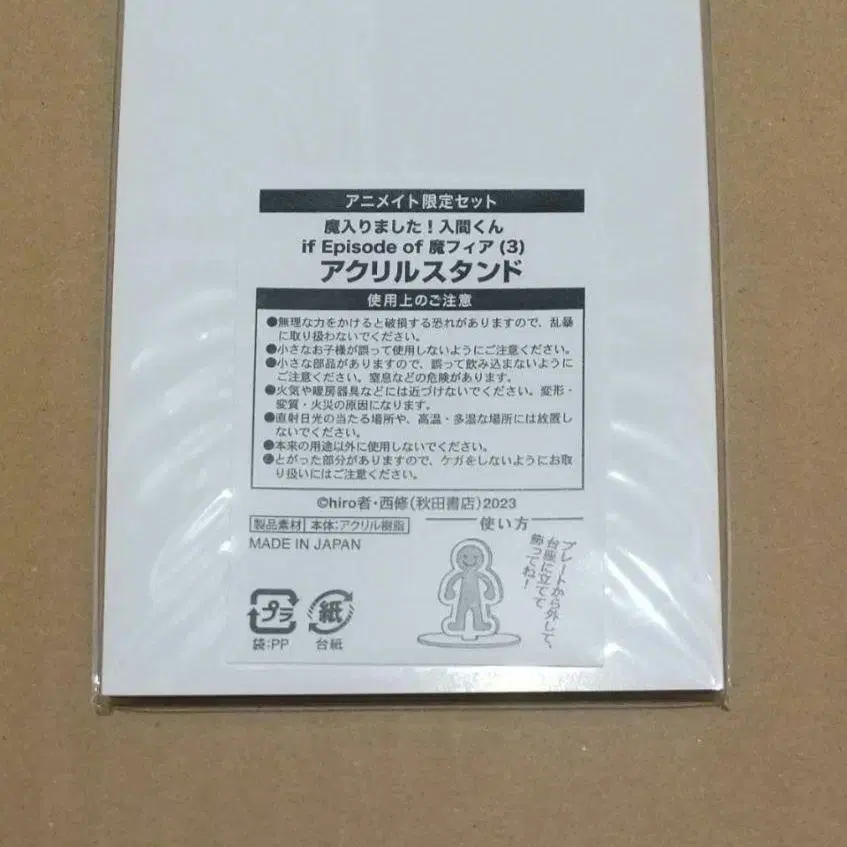 アニメイト限定セット
魔入りました！入間くん
if Episode of 魔フィア (3)
アクリルスタンド
使用上のご注意
●無理な力をかけると破損する恐れがありますので、乱暴
に取り扱わないでください。
●小さなお子様が誤って使用しないようにご注意ください。
●小さな部品がありますので、誤って飲み込まないように
ご注意ください。窒息などの危険があります。
●火気や暖房器具などには近づけないでください。変形・
変質・火災の原因になります。
●直射日光の当たる場所や、高温・多湿な場所には放置し
ないでください。
●本来の用途以外に使用しないでください。
●とがった部分がありますので、ケガをしないようにお取
り扱いにはご注意ください。
©hiro者・西修（秋田書店）2023
製品素材 本体：アクリル樹脂
MADE IN JAPAN
使い方
プレートから外して、
台座に立てて
飾ってね！
プラ
袋：PP
紙
台紙